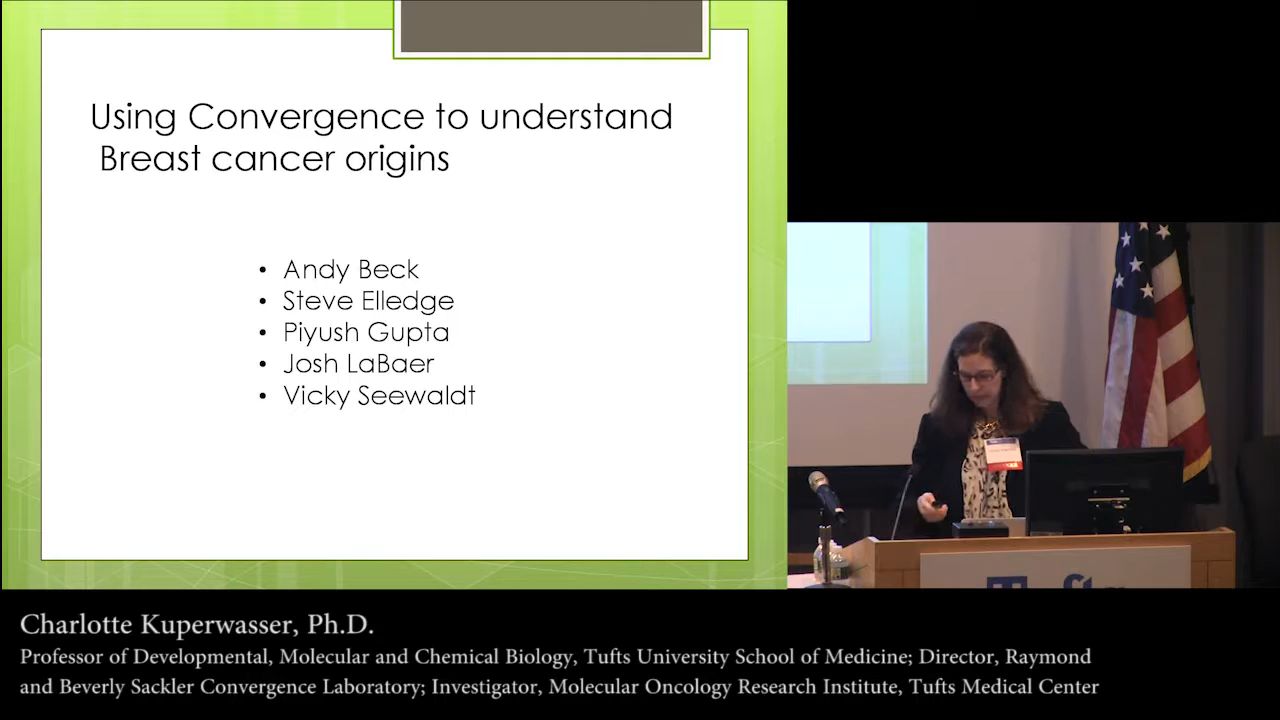 Using Convergence to understand
Breast cancer origins
• Andy Beck
• Steve Elledge
• Piyush Gupta
• Josh LaBaer
• Vicky Seewaldt
Charlotte Kuperwasser, Ph.D.
Professor of Developmental, Molecular and Chemical Biology, Tufts University School of Medicine; Director, Raymond
and Beverly Sackler Convergence Laboratory; Investigator, Molecular Oncology Research Institute, Tufts Medical Center